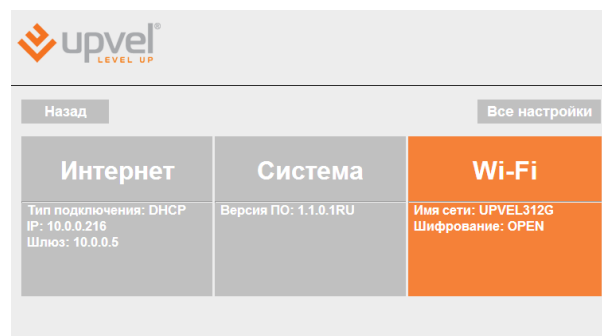 upvel®
LEVEL UP
Назад
Все настройки
Интернет
Система
Wi-Fi
Тип подключения: DHCP
IP: 10.0.0.216
Шлюз: 10.0.0.5
Версия ПО: 1.1.0.1RU
Имя сети: UPVEL312G
Шифрование: OPEN